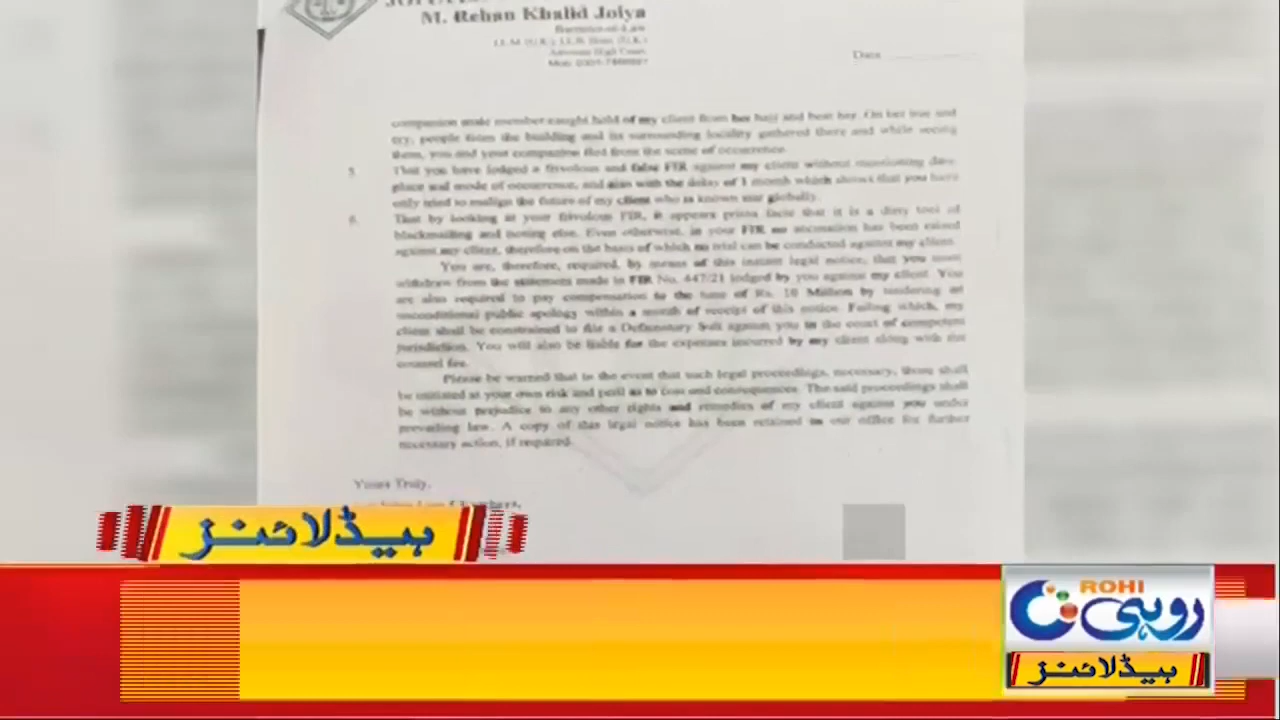 M. Rehan Khalid Joiya
Barrister-at-Law
LL.M (U.K.), LL.B Hons. (U.K.)
Advocate High Court
Date
companion male member caught hold of my client from her hair and beat her. On her hue and
cry, people from the building and its surrounding locality gathered there and while seeing
them, you and your companion fled from the scene of occurrence.
5. That you have lodged a frivolous and false FIR against my client without mentioning date,
place and mode of occurrence, and also with the delay of 1 month which shows that you have
only tried to malign the future of my client who is known star globally.
6. That by looking at your frivolous FIR, it appears prima facie that it is a dirty tool of
blackmailing and noting else. Even otherwise, in your FIR no accusation has been raised
against my client, therefore on the basis of which no trial can be conducted against my client.
You are, therefore, required, by means of this instant legal notice, that you must
withdraw from the statement made in FIR No. 447/21 lodged by you against my client. You
are also required to pay compensation to the tune of Rs. 10 Million by tendering an
unconditional public apology within a month of receipt of this notice. Failing which, my
client shall be constrained to file a Defamatory Suit against you in the court of competent
jurisdiction. You will also be liable for the expenses incurred by my client along with the
counsel fee.
Please be warned that in the event that such legal proceedings, necessary, those shall
be initiated at your own risk and peril as to cost and consequences. The said proceedings shall
be without prejudice to any other rights and remedies of my client against you under
prevailing law. A copy of this legal notice has been retained in our office for further
necessary action, if required.
Yours Truly,
ہیڈلائنز
ROHI
روہی
ہیڈلائنز